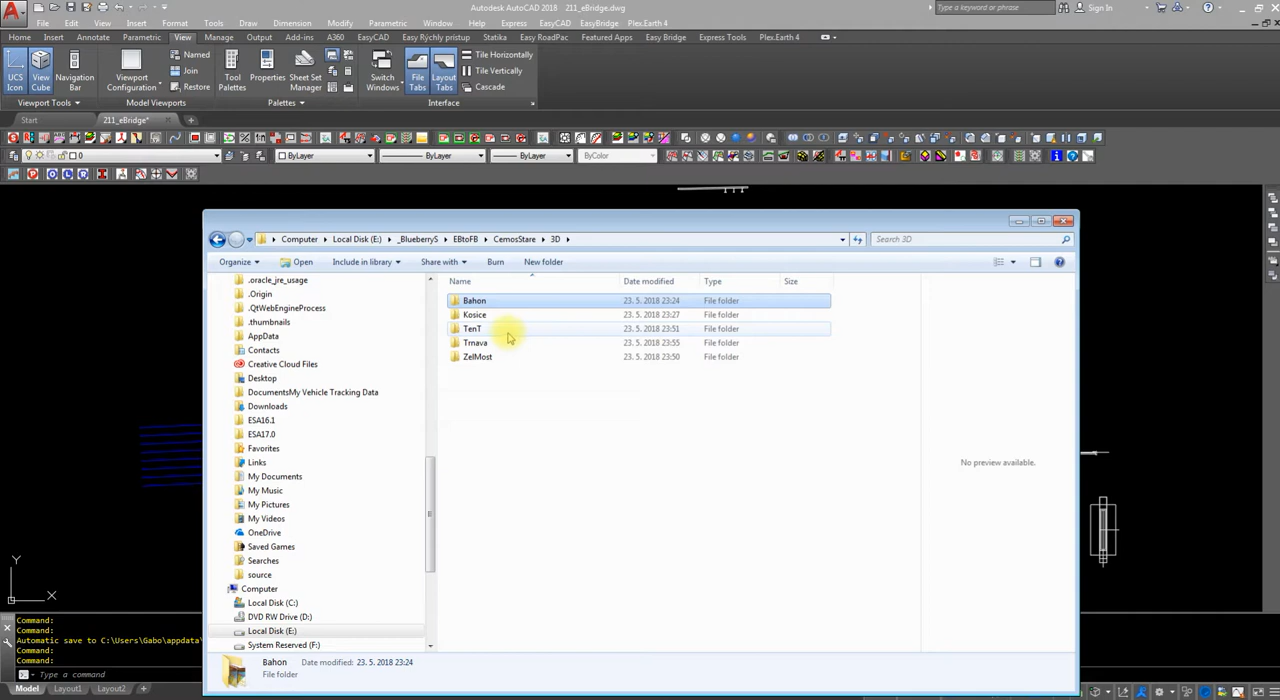 Autodesk AutoCAD 2018   211_eBridge.dwg
Type a keyword or phrase
Sign In
File Edit View Insert Format Tools Draw Dimension Modify Parametric Window Help Express EasyCAD EasyBridge Plex.Earth 4
Home Insert Annotate Parametric View Manage Output Add-ins A360 EasyCAD Easy Rýchly prístup Statika Easy RoadPac Featured Apps Easy Bridge Express Tools Plex.Earth 4
UCS Icon
View Cube
Navigation Bar
Viewport Configuration
Named
Join
Restore
Tool Palettes
Properties
Sheet Set Manager
Switch Windows
File Tabs
Layout Tabs
Tile Horizontally
Tile Vertically
Cascade
Viewport Tools
Model Viewports
Palettes
Interface
Start
211_eBridge*
0
ByLayer
ByLayer
ByLayer
ByColor
Computer Local Disk (E:) _BlueberryS EBtoFB CemosStare 3D
Search 3D
Organize
Open
Include in library
Share with
Burn
New folder
.oracle_jre_usage
.Origin
.QtWebEngineProcess
.thumbnails
AppData
Contacts
Creative Cloud Files
Desktop
DocumentsMy Vehicle Tracking Data
Downloads
ESA16.1
ESA17.0
Favorites
Links
My Documents
My Music
My Pictures
My Videos
OneDrive
Saved Games
Searches
source
Computer
Local Disk (C:)
DVD RW Drive (D:)
Local Disk (E:)
System Reserved (F:)
Name Date modified Type Size
Bahon 23. 5. 2018 23:24 File folder
Kosice 23. 5. 2018 23:27 File folder
TenT 23. 5. 2018 23:51 File folder
Trnava 23. 5. 2018 23:55 File folder
ZelMost 23. 5. 2018 23:50 File folder
No preview available.
Bahon Date modified: 23. 5. 2018 23:24
File folder
Y
X
Command:
Command:
Automatic save to C:\Users\Gabo\appdata\
Command:
Command:
Type a command
Model Layout1 Layout2 +